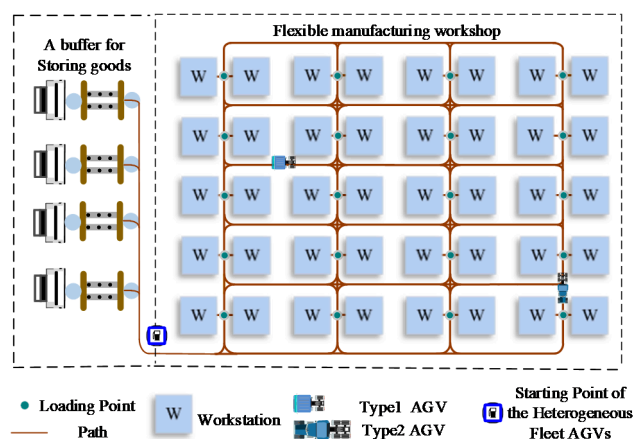 A buffer for
Storing goods
Flexible manufacturing workshop
W W W W W W W W
W W W W W W W W
W W W W W W W W
W W W W W W W W
W W W W W W W W
Loading Point
Path
W
Workstation
Type1 AGV
Type2 AGV
Starting Point of
the Heterogeneous
Fleet AGVs